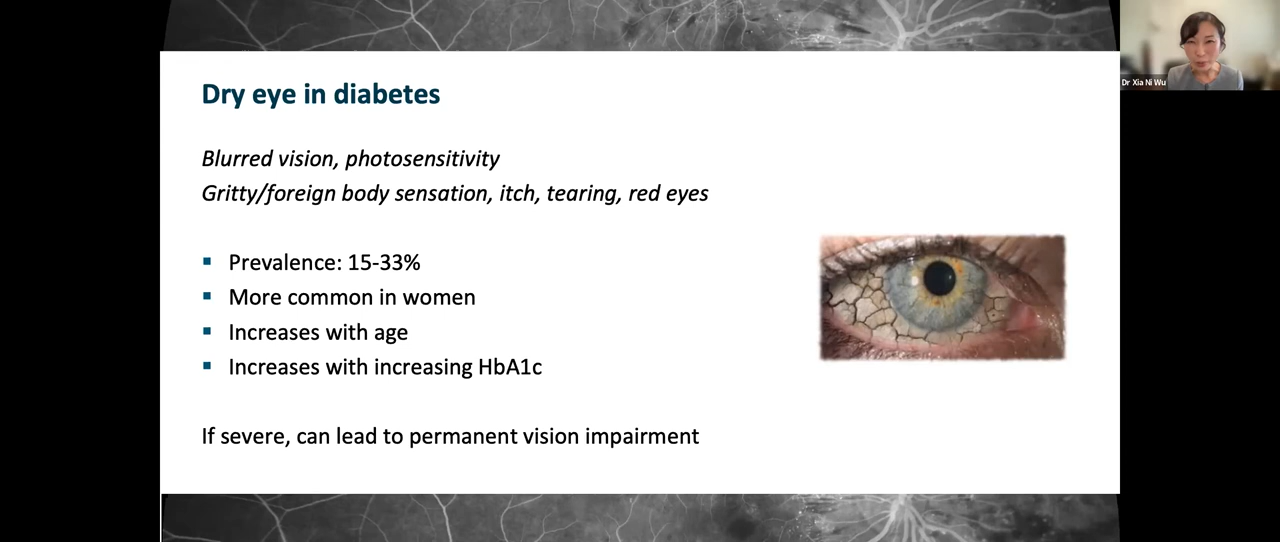 Dry eye in diabetes
Blurred vision, photosensitivity
Gritty/foreign body sensation, itch, tearing, red eyes
Prevalence: 15-33%
More common in women
Increases with age
Increases with increasing HbA1c
If severe, can lead to permanent vision impairment
Dr Xia Ni Wu